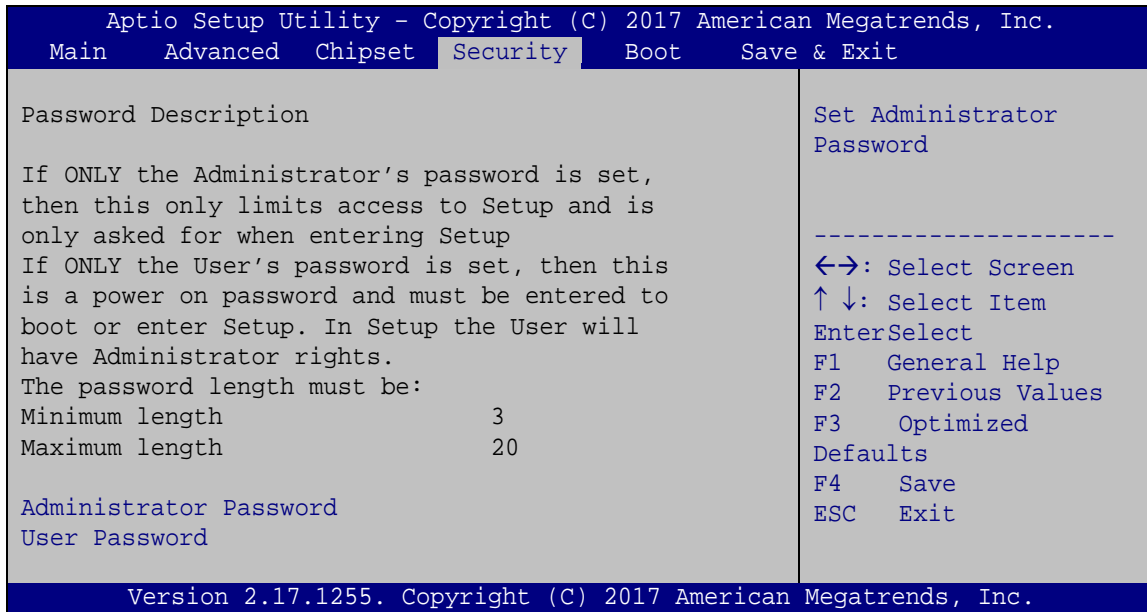 Aptio Setup Utility – Copyright (C) 2017 American Megatrends, Inc.
Main Advanced Chipset Security Boot Save & Exit
Password Description
If ONLY the Administrator’s password is set,
then this only limits access to Setup and is
only asked for when entering Setup
If ONLY the User’s password is set, then this
is a power on password and must be entered to
boot or enter Setup. In Setup the User will
have Administrator rights.
The password length must be:
Minimum length 3
Maximum length 20
Administrator Password
User Password
Set Administrator
Password
---------------------
←→: Select Screen
↑ ↓: Select Item
EnterSelect
F1 General Help
F2 Previous Values
F3 Optimized
Defaults
F4 Save
ESC Exit
Version 2.17.1255. Copyright (C) 2017 American Megatrends, Inc.